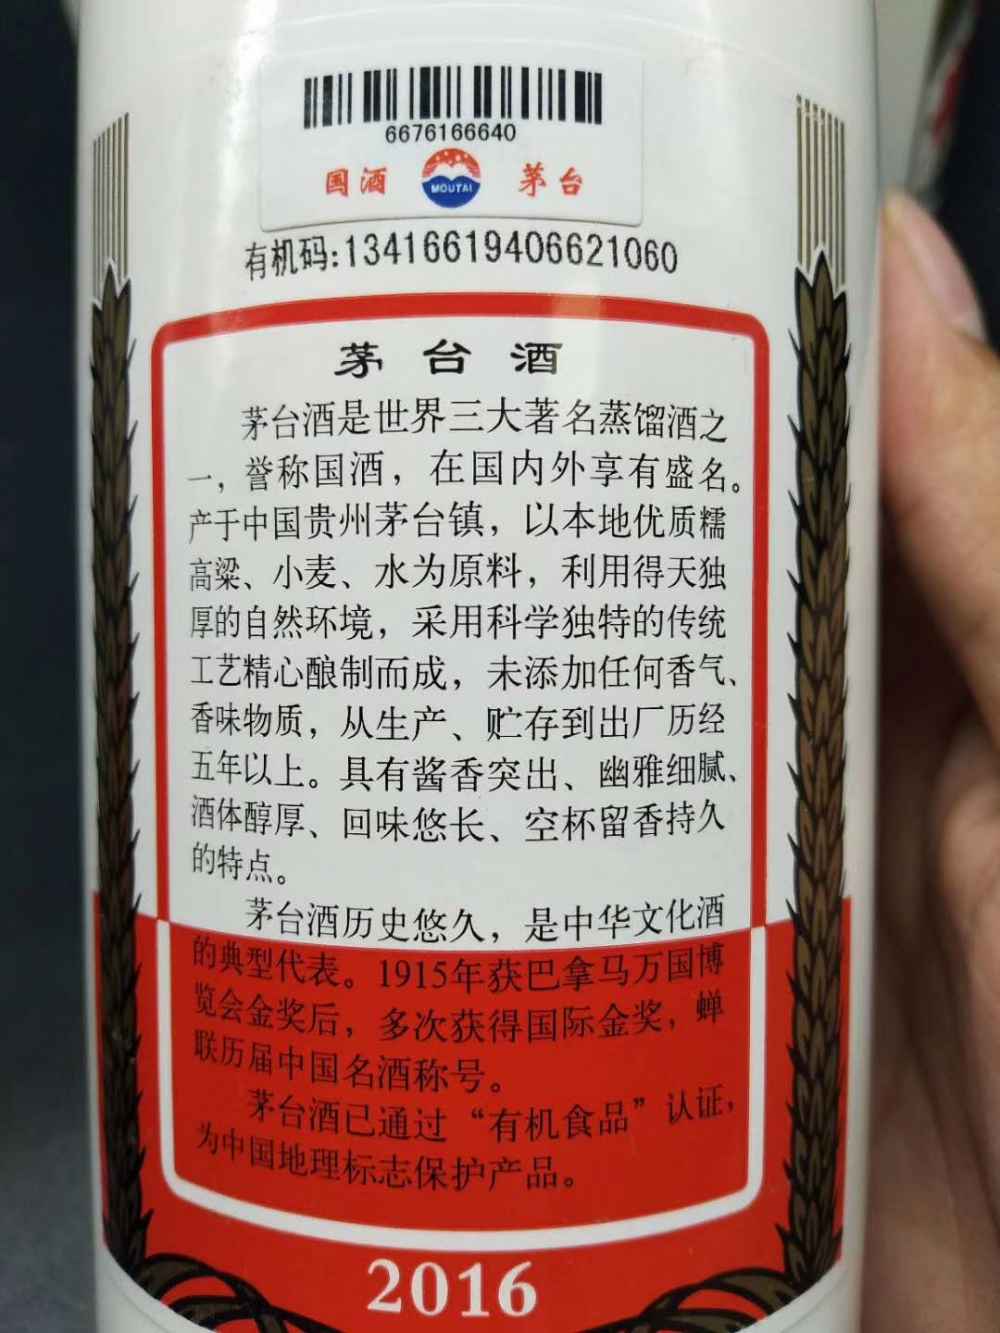 6676166640
国酒 MOUTAI 茅台
有机码:13416619406621060
茅台酒
茅台酒是世界三大著名蒸馏酒之
一，誉称国酒，在国内外享有盛名。
产于中国贵州茅台镇，以本地优质糯
高粱、小麦、水为原料，利用得天独
厚的自然环境，采用科学独特的传统
工艺精心酿制而成，未添加任何香气、
香味物质，从生产、贮存到出厂历经
五年以上。具有酱香突出、幽雅细腻、
酒体醇厚、回味悠长、空杯留香持久
的特点。
茅台酒历史悠久，是中华文化酒
的典型代表。1915年获巴拿马万国博
览会金奖后，多次获得国际金奖，蝉
联历届中国名酒称号。
茅台酒已通过“有机食品”认证，
为中国地理标志保护产品。
2016